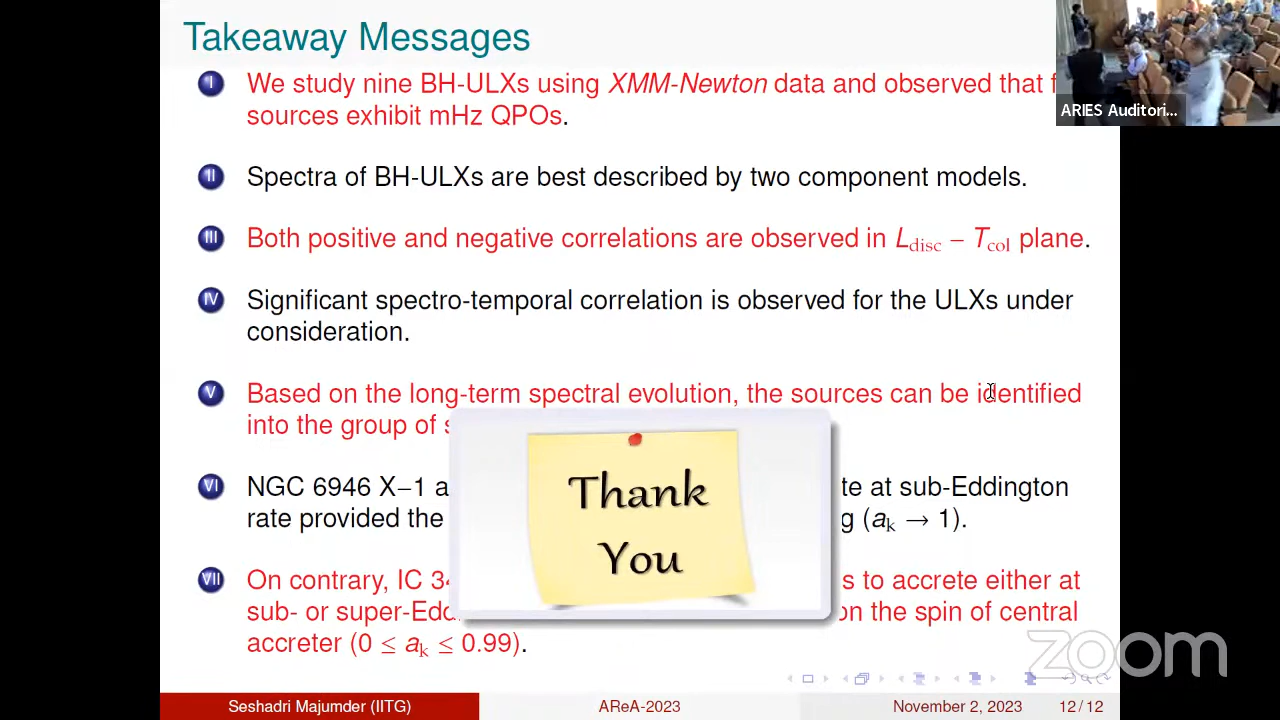 Takeaway Messages
I We study nine BH-ULXs using XMM-Newton data and observed that
sources exhibit mHz QPOs.
II Spectra of BH-ULXs are best described by two component models.
III Both positive and negative correlations are observed in L_disc − T_col plane.
IV Significant spectro-temporal correlation is observed for the ULXs under
consideration.
V Based on the long-term spectral evolution, the sources can be identified
into the group of
VI NGC 6946 X−1 at sub-Eddington
rate provided the (a_k → 1).
VII On contrary, IC to accrete either at
sub- or on the spin of central
accreter (0 ≤ a_k ≤ 0.99).
Thank
You
ARIES Auditori...
zoom
Seshadri Majumder (IITG) AReA-2023 November 2, 2023 12/12